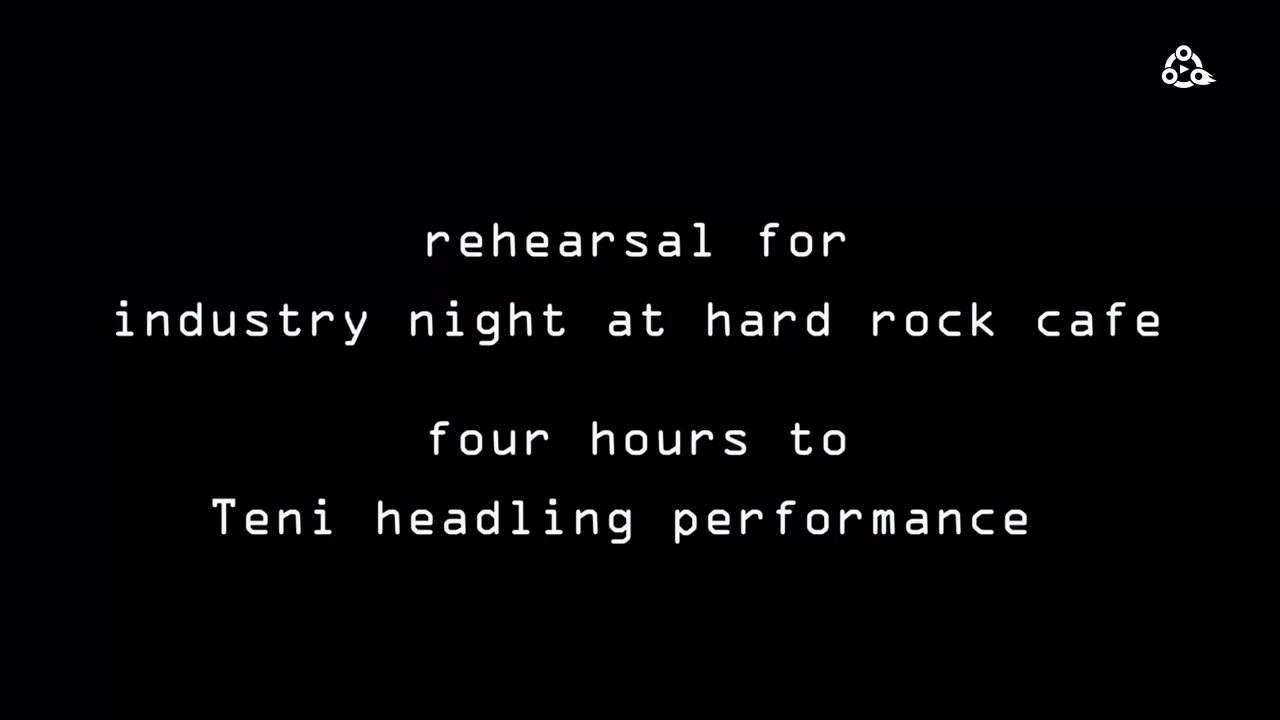 rehearsal for
industry night at hard rock cafe
four hours to
Teni headling performance